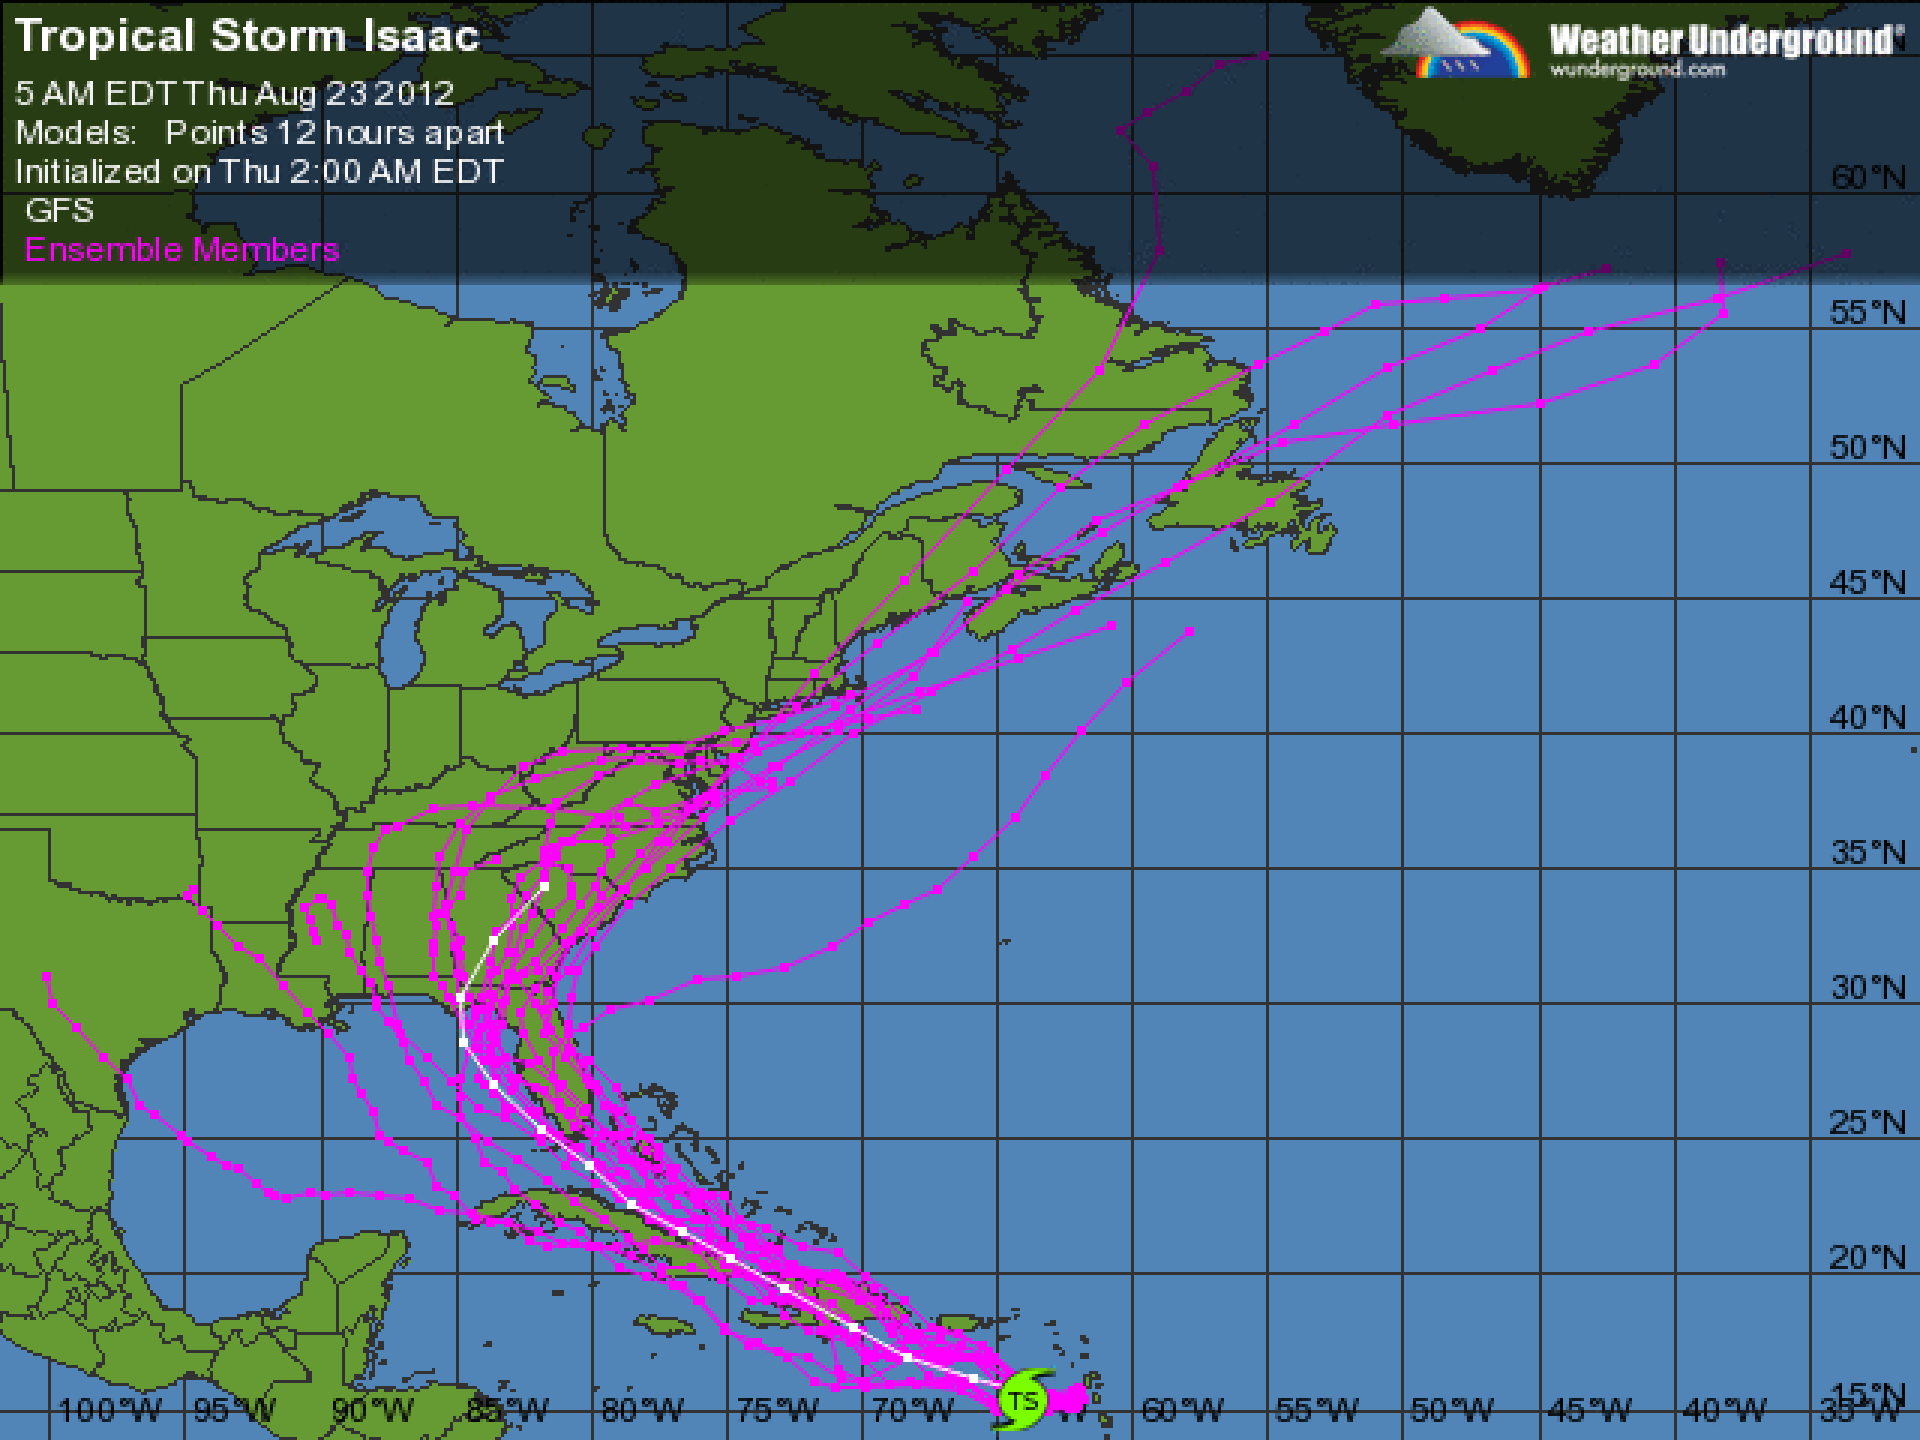 Tropical Storm Isaac
5 AM EDT Thu Aug 23 2012
Models: Points 12 hours apart
Initialized on Thu 2:00 AM EDT
GFS
Ensemble Members
Weather Underground
wunderground.com
60°N
55°N
50°N
45°N
40°N
35°N
30°N
25°N
20°N
15°N
TS
100°W 95°W 90°W 85°W 80°W 75°W 70°W 60°W 55°W 50°W 45°W 40°W 35°W